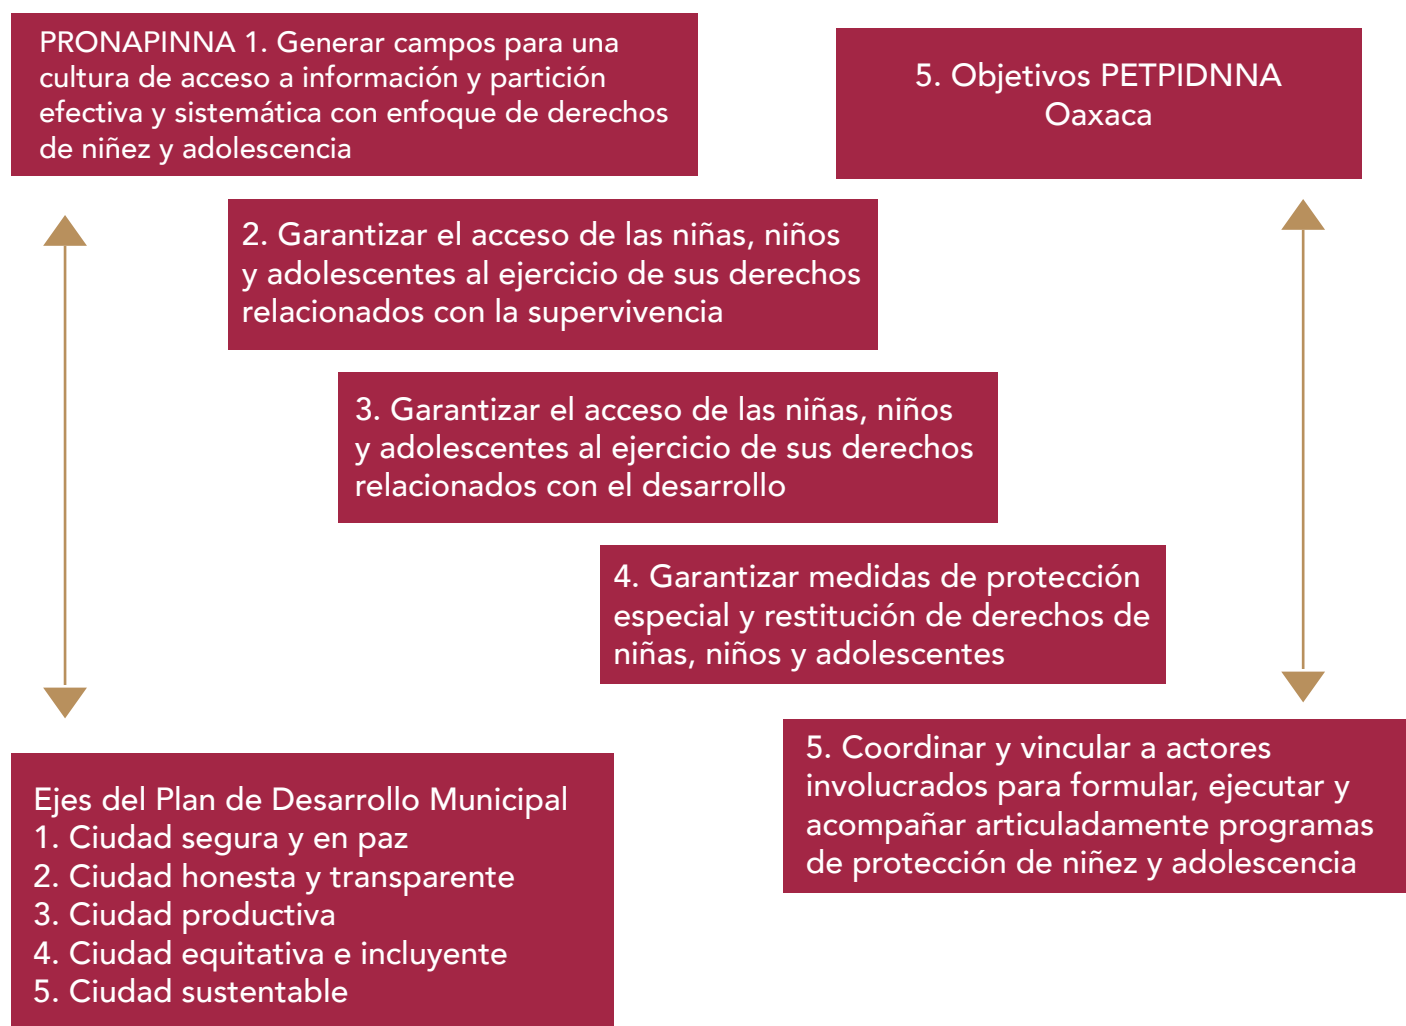 PRONAPINNA 1. Generar campos para una
cultura de acceso a información y partición
efectiva y sistemática con enfoque de derechos
de niñez y adolescencia
5. Objetivos PETPIDNNA
Oaxaca
2. Garantizar el acceso de las niñas, niños
y adolescentes al ejercicio de sus derechos
relacionados con la supervivencia
3. Garantizar el acceso de las niñas, niños
y adolescentes al ejercicio de sus derechos
relacionados con el desarrollo
4. Garantizar medidas de protección
especial y restitución de derechos de
niñas, niños y adolescentes
5. Coordinar y vincular a actores
involucrados para formular, ejecutar y
acompañar articuladamente programas
de protección de niñez y adolescencia
Ejes del Plan de Desarrollo Municipal
1. Ciudad segura y en paz
2. Ciudad honesta y transparente
3. Ciudad productiva
4. Ciudad equitativa e incluyente
5. Ciudad sustentable